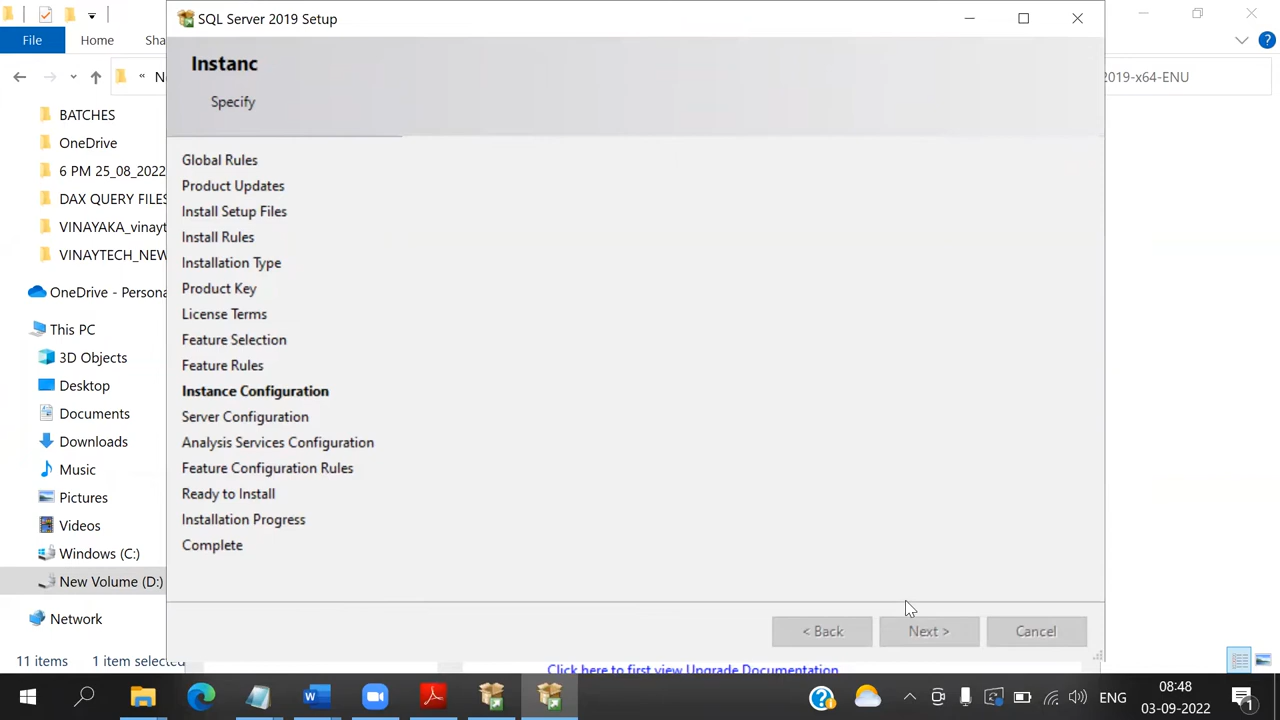 SQL Server 2019 Setup
File
Home
Sha
« N
2019-x64-ENU
Instanc
Specify
BATCHES
OneDrive
6 PM 25_08_2022
DAX QUERY FILES
VINAYAKA_vinayt
VINAYTECH_NEW
OneDrive - Persona
This PC
3D Objects
Desktop
Documents
Downloads
Music
Pictures
Videos
Windows (C:)
New Volume (D:)
Network
Global Rules
Product Updates
Install Setup Files
Install Rules
Installation Type
Product Key
License Terms
Feature Selection
Feature Rules
Instance Configuration
Server Configuration
Analysis Services Configuration
Feature Configuration Rules
Ready to Install
Installation Progress
Complete
< Back
Next >
Cancel
11 items
1 item selected
Click here to first view Upgrade Documentation
ENG
08:48
03-09-2022
1